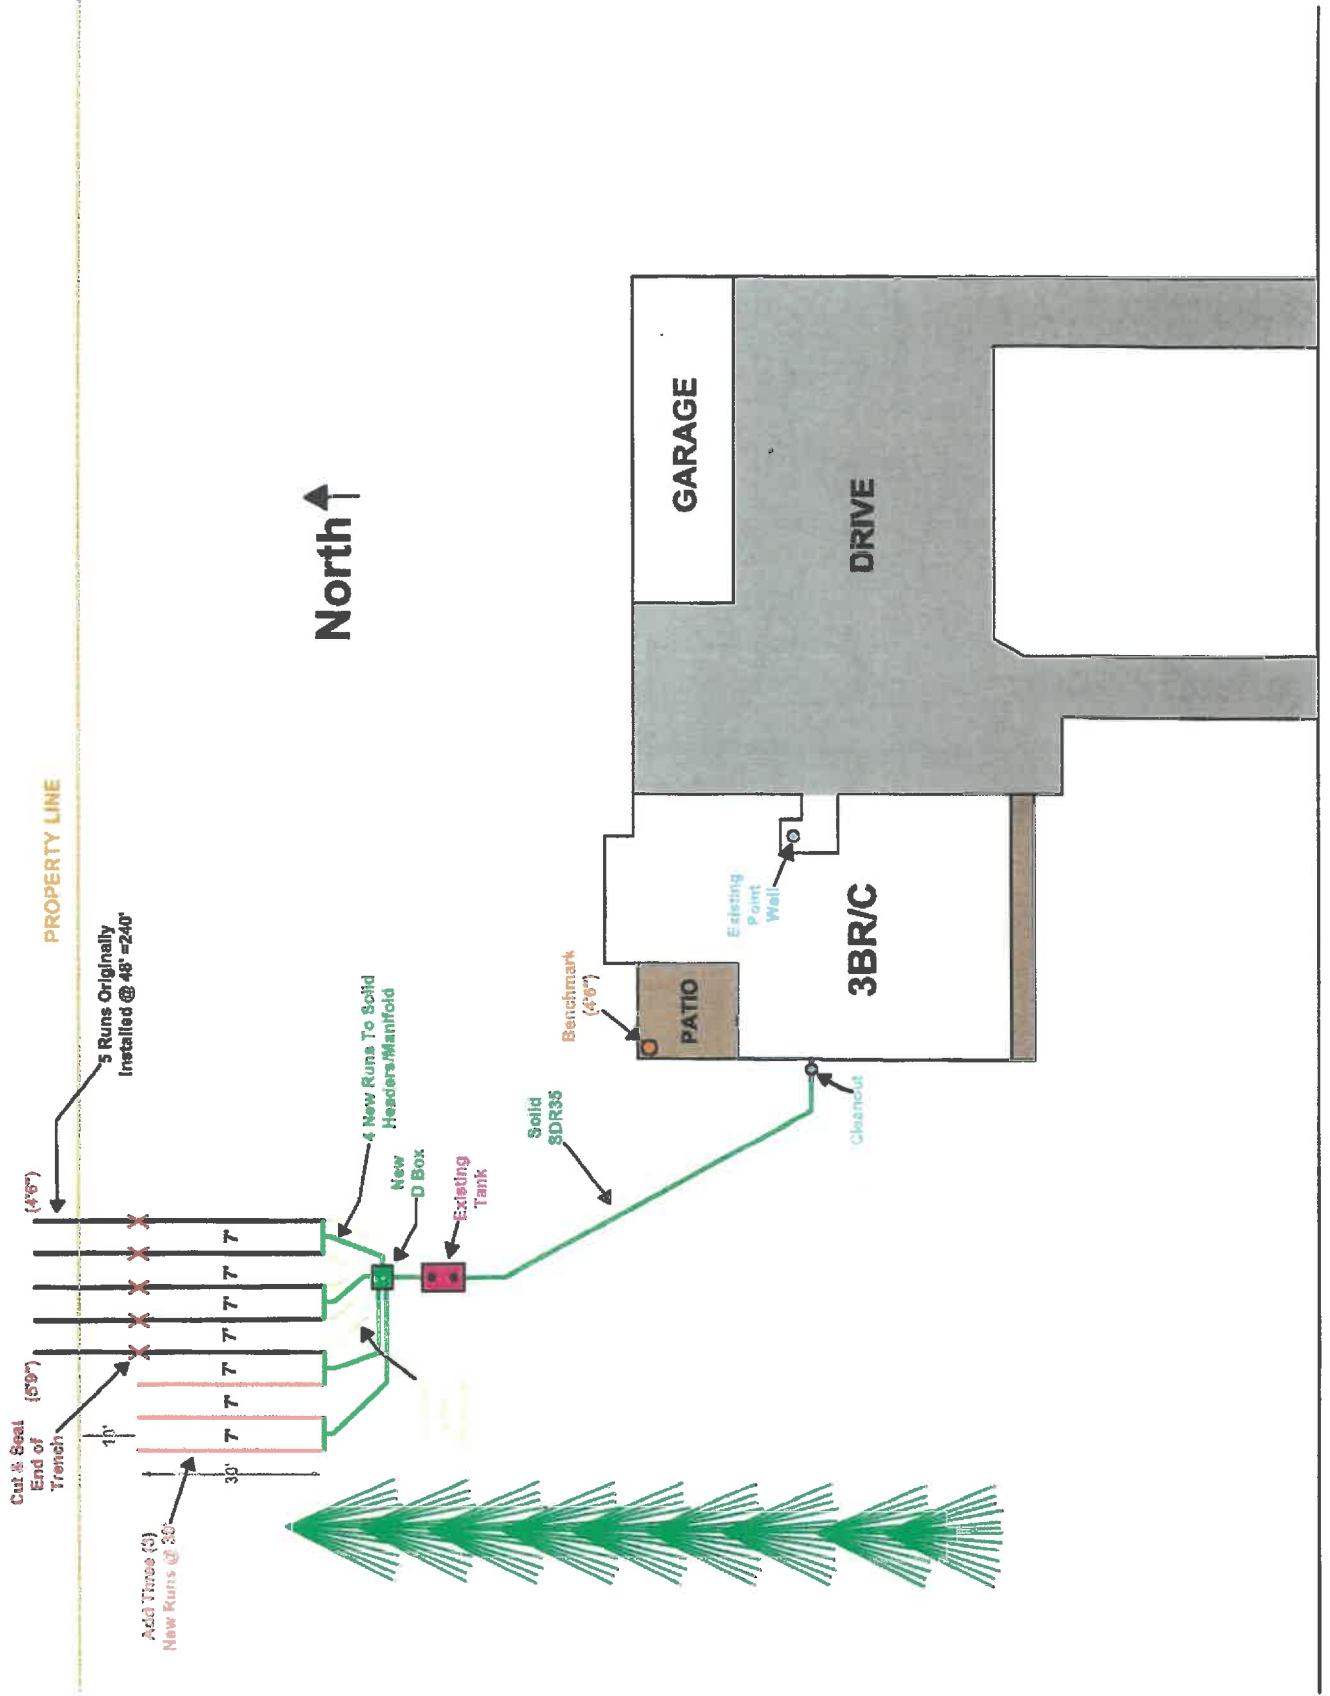 PROPERTY LINE
5 Runs Originally
Installed @ 48' =240'
(4'6")
(5'9")
Cut & Seal
End of
Trench
10'
30'
7'
7'
7'
7'
7'
7'
7'
Add Three (3)
New Runs @ 30'
4 New Runs To Solid
Headers/Manifold
New
D Box
Existing
Tank
Solid
SDR35
North
Benchmark
(4'6")
PATIO
Existing
Point
Well
Cleanout
3BR/C
GARAGE
DRIVE